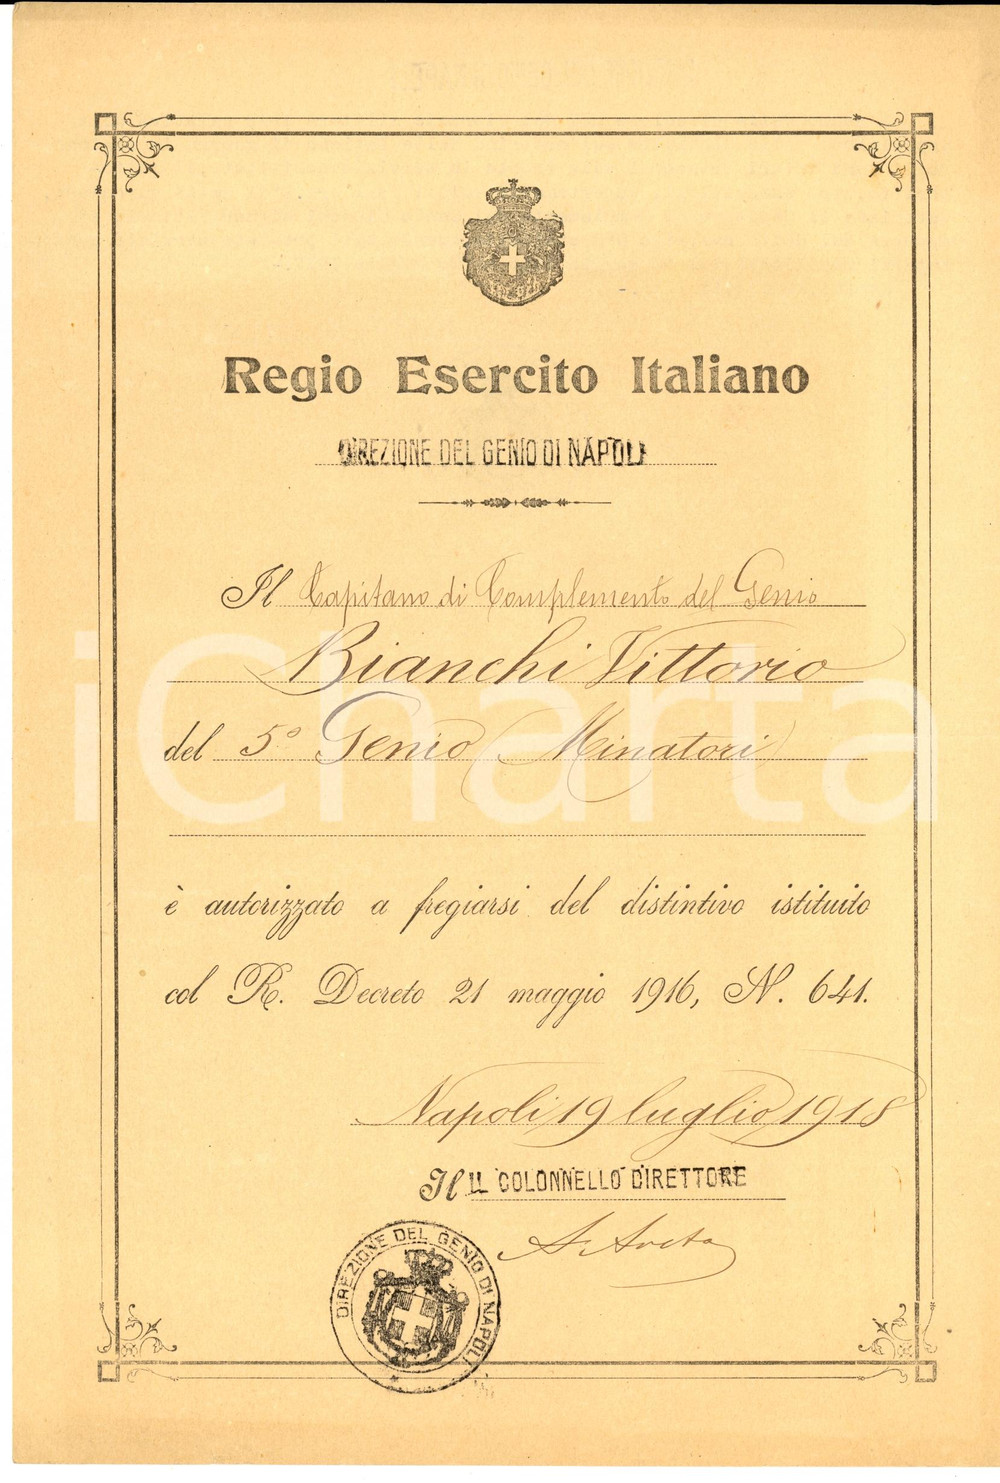 Regio Esercito Italiano
DIREZIONE DEL GENIO DI NAPOLI
Il Capitano di Complemento del Genio
Bianchi Vittorio
del 5º Genio (Minatori)
iCharta
è autorizzato a fregiarsi del distintivo istituito
col R. Decreto 21 maggio 1916, N. 641.
Napoli, 19 luglio 1918
Il IL COLONNELLO DIRETTORE
DIREZIONE DEL GENIO DI NAPOLI